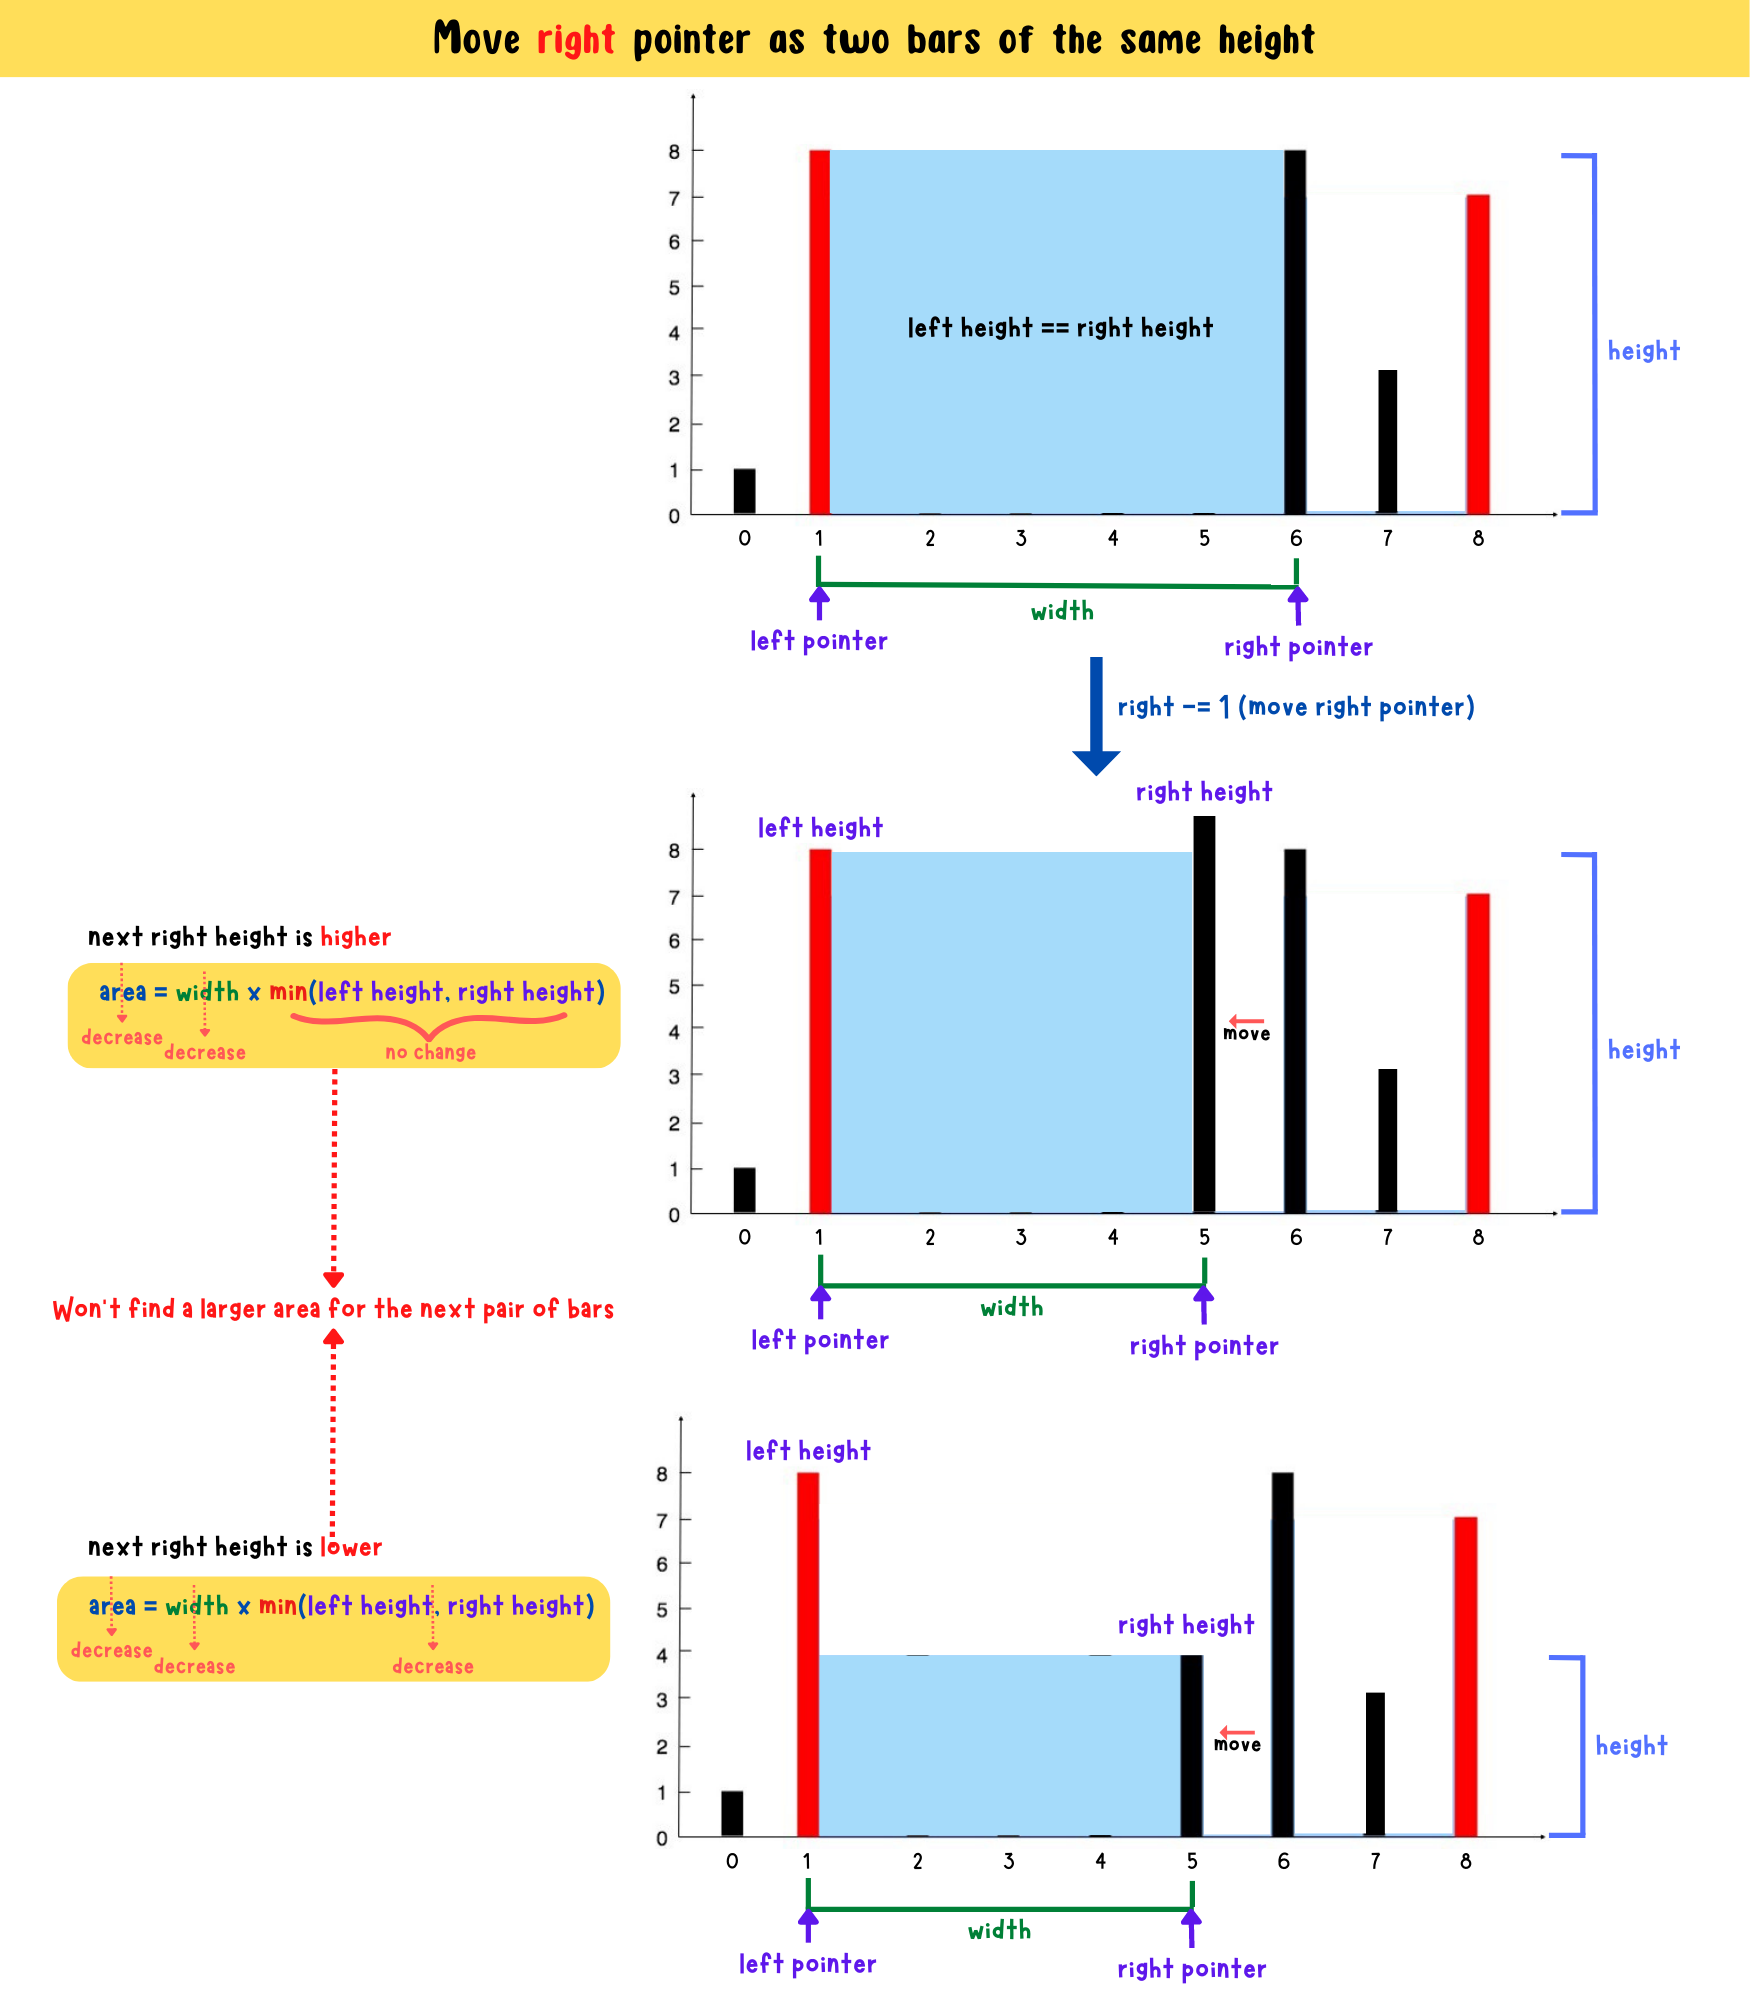 Move right pointer as two bars of the same height
8
7
6
5
4
3
2
1
0
left height == right height
height
0 1 2 3 4 5 6 7 8
width
left pointer
right pointer
right -= 1 (move right pointer)
right height
left height
8
7
6
5
4
3
2
1
0
move
height
0 1 2 3 4 5 6 7 8
width
left pointer
right pointer
next right height is higher
area = width x min(left height, right height)
decrease
decrease
no change
Won't find a larger area for the next pair of bars
next right height is lower
area = width x min(left height, right height)
decrease
decrease
decrease
left height
8
7
6
5
4
3
2
1
0
right height
move
height
0 1 2 3 4 5 6 7 8
width
left pointer
right pointer